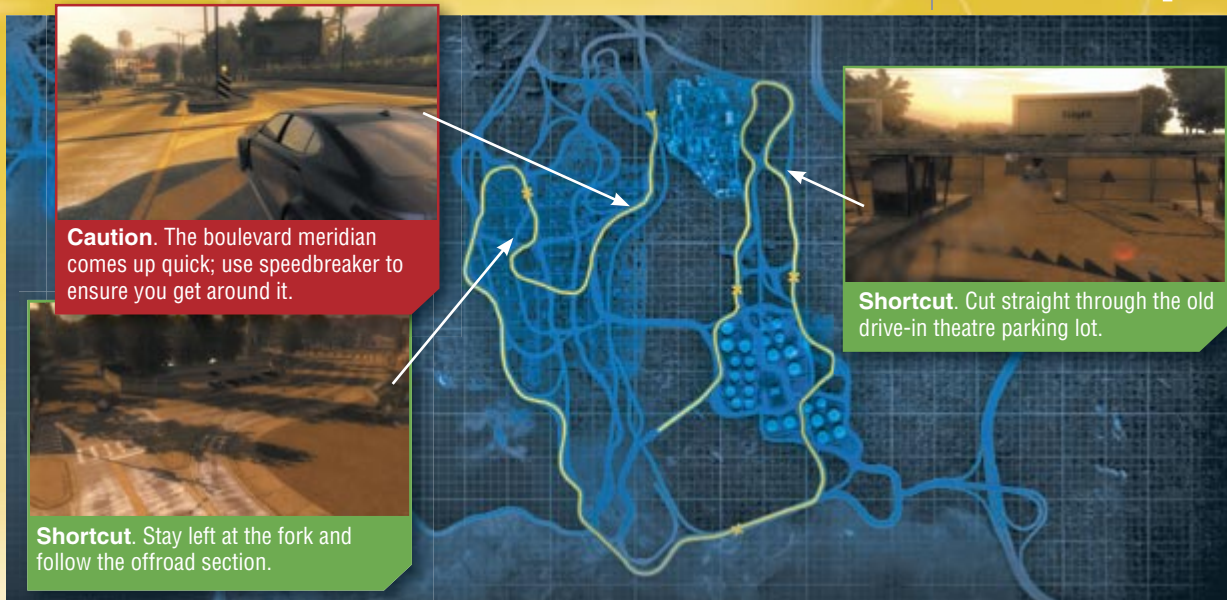 Caution. The boulevard meridian
comes up quick; use speedbreaker to
ensure you get around it.
Shortcut. Cut straight through the old
drive-in theatre parking lot.
Shortcut. Stay left at the fork and
follow the offroad section.